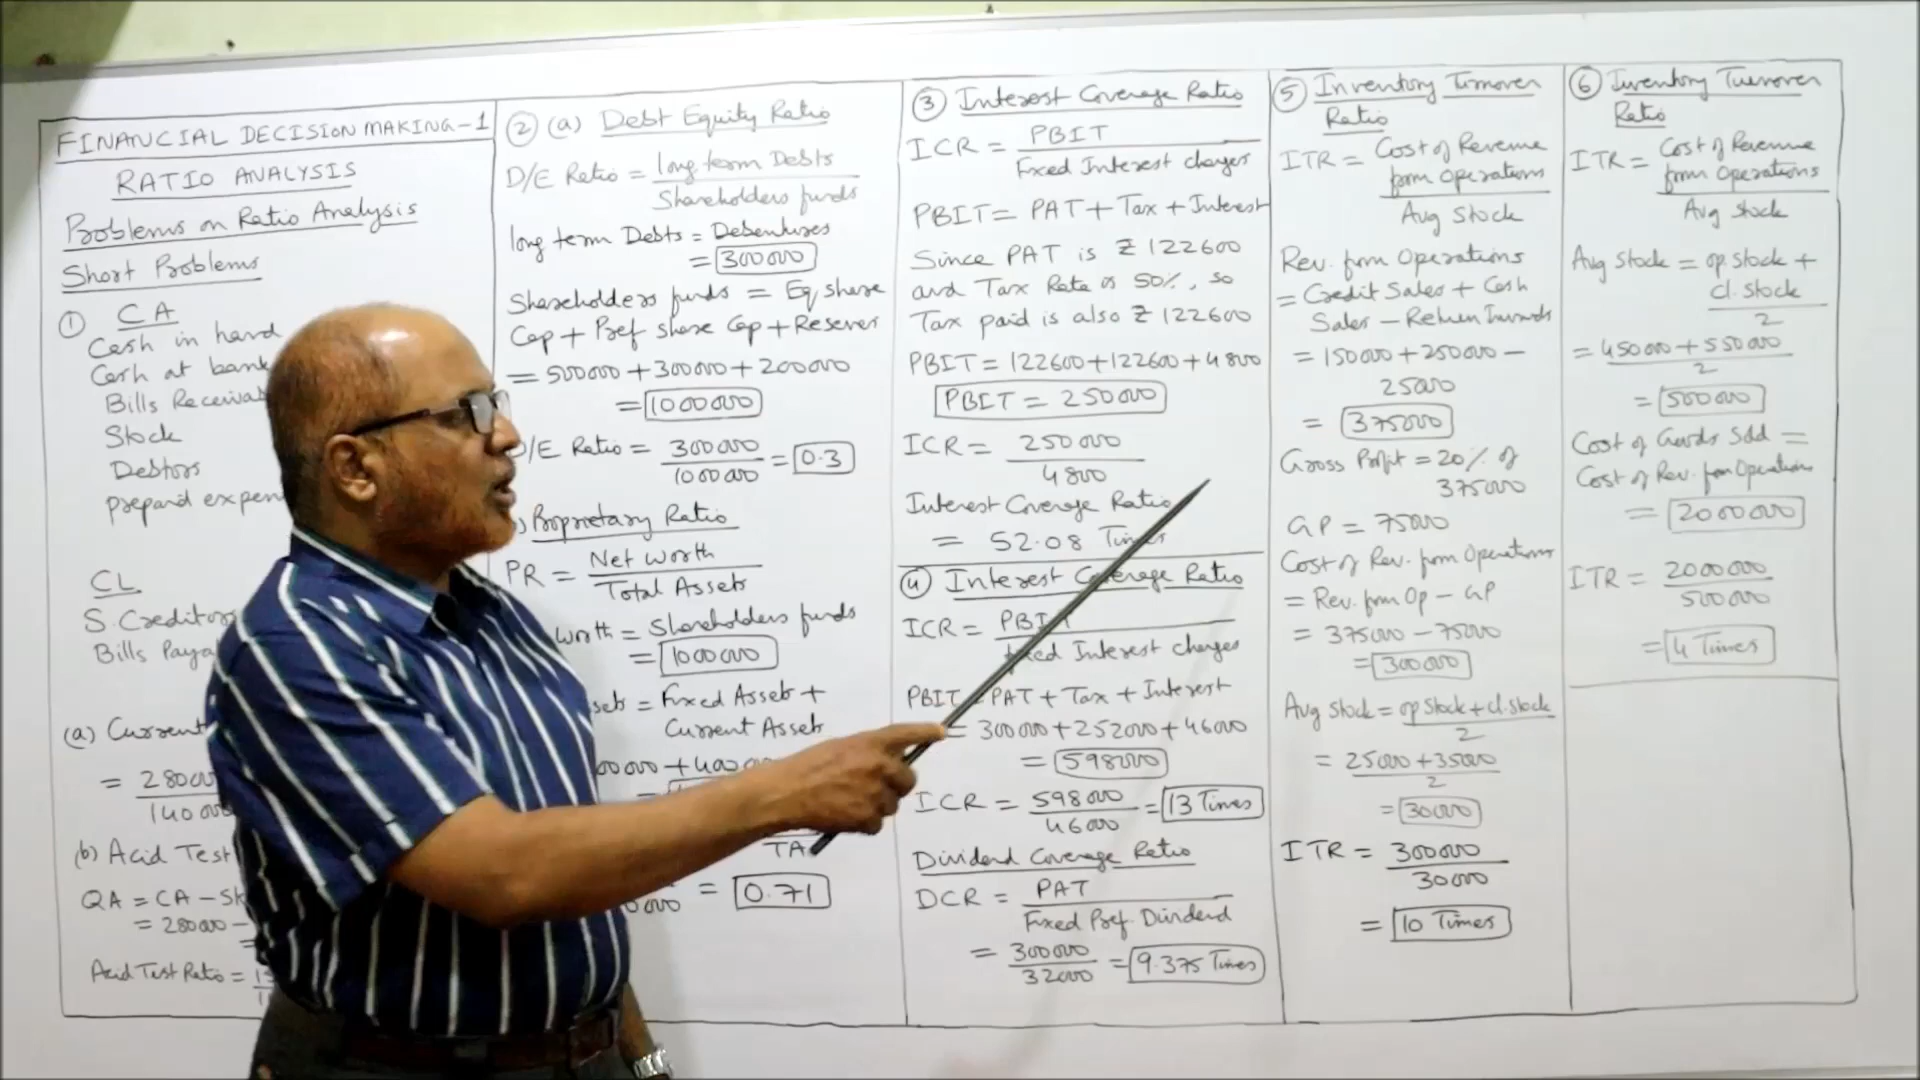 FINANCIAL DECISION MAKING-1
RATIO ANALYSIS
Problems on Ratio Analysis
Short Problems
① CA
Cash in hand
Cash at bank
Bills
Stock
Debtors
Prepaid
CL
S. Creditors
Bills
(a) Current
=
(b) Acid Test
QA = CA -
= 280000 -
=
Acid Test Ratio =
② (a) Debt Equity Ratio
D/E Ratio = long term Debts
Shareholders funds
long term Debts = Debentures
= 300000
Shareholders funds = Eq share
Cap + Pref share Cap + Reserves
= 500000 + 300000 + 200000
= 1000000
D/E Ratio = 300000 = 0.3
1000000
Proprietary Ratio
PR = Net Worth
Total Assets
Worth = Shareholders funds
= 1000000
= Fixed Assets +
Current Assets
TA
= 0.71
③ Interest Coverage Ratio
ICR = PBIT
Fixed Interest charges
PBIT = PAT + Tax + Interest
Since PAT is ₹ 122600
and Tax Rate is 50%, so
Tax paid is also ₹ 122600
PBIT = 122600 + 122600 + 4800
PBIT = 250000
ICR = 250000
4800
Interest Coverage Ratio
= 52.08 Times
④ Interest Coverage Ratio
ICR = PBIT
Fixed Interest charges
PBIT = PAT + Tax + Interest
= 300000 + 252000 + 46000
= 598000
ICR = 598000 = 13 Times
46000
Dividend Coverage Ratio
DCR = PAT
Fixed Pref Dividend
= 300000 = 9.375 Times
32000
⑤ Inventory Turnover
Ratio
ITR = Cost of Revenue
from Operations
Avg Stock
Rev. from Operations
= Credit Sales + Cash
Sales - Return Inwards
= 150000 + 250000 -
25000
= 375000
Gross Profit = 20% of
375000
GP = 75000
Cost of Rev. from Operations
= Rev. from Op - GP
= 375000 - 75000
= 300000
Avg Stock = op Stock + cl. stock
2
= 25000 + 35000
2
= 30000
ITR = 300000
30000
= 10 Times
⑥ Inventory Turnover
Ratio
ITR = Cost of Revenue
from Operations
Avg Stock
Avg Stock = op. stock +
cl. stock
2
= 450000 + 550000
2
= 500000
Cost of Goods Sold =
Cost of Rev. from Operations
= 2000000
ITR = 2000000
500000
= 4 Times